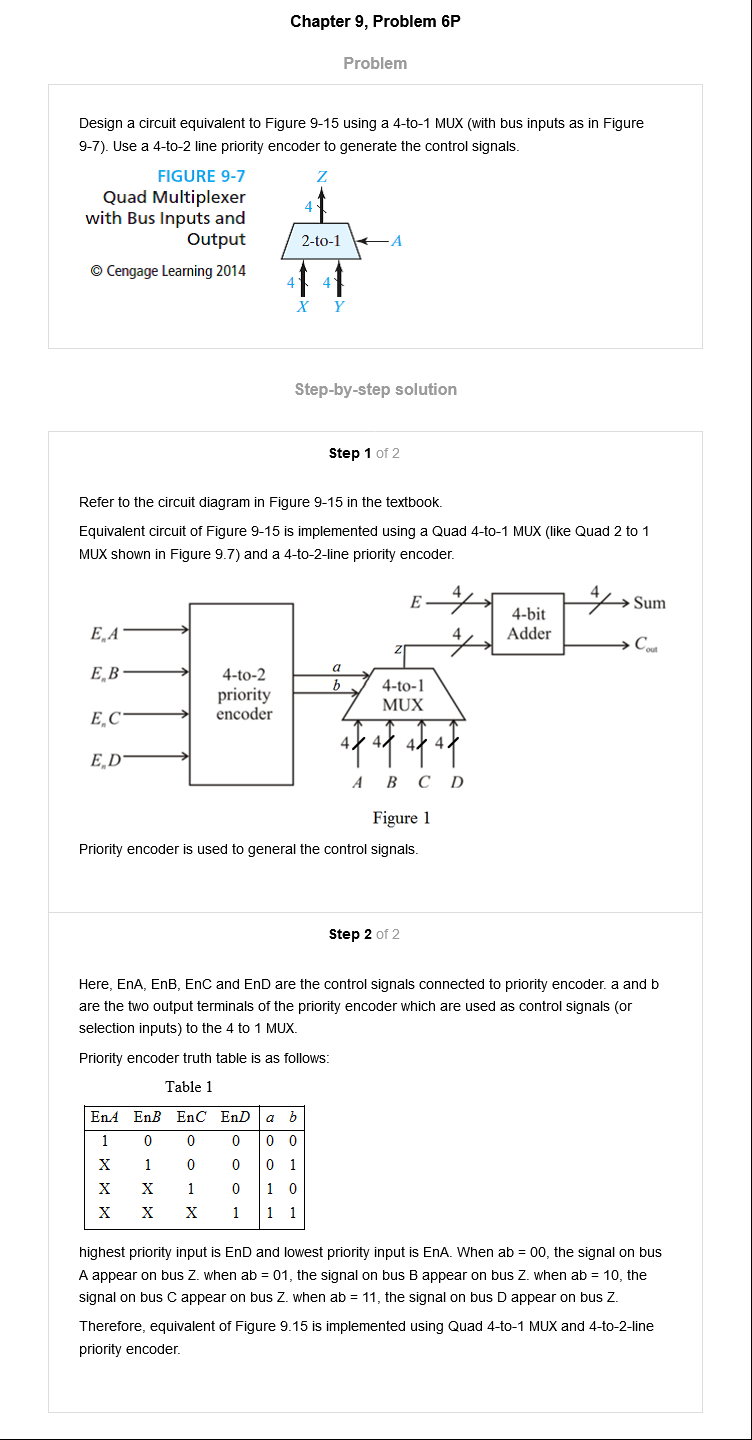 Chapter 9, Problem 6P
Problem
Design a circuit equivalent to Figure 9-15 using a 4-to-1 MUX (with bus inputs as in Figure
9-7). Use a 4-to-2 line priority encoder to generate the control signals.
FIGURE 9-7
Quad Multiplexer
with Bus Inputs and
Output
© Cengage Learning 2014
Z
4
2-to-1
A
4
4
X
Y
Step-by-step solution
Step 1 of 2
Refer to the circuit diagram in Figure 9-15 in the textbook.
Equivalent circuit of Figure 9-15 is implemented using a Quad 4-to-1 MUX (like Quad 2 to 1
MUX shown in Figure 9.7) and a 4-to-2-line priority encoder.
EnA
EnB
EnC
EnD
4-to-2
priority
encoder
a
b
E
4
4
4-bit
Adder
4
Sum
Cout
Z
4-to-1
MUX
4 4 4 4
A B C D
Figure 1
Priority encoder is used to general the control signals.
Step 2 of 2
Here, EnA, EnB, EnC and EnD are the control signals connected to priority encoder. a and b
are the two output terminals of the priority encoder which are used as control signals (or
selection inputs) to the 4 to 1 MUX.
Priority encoder truth table is as follows:
Table 1
EnA EnB EnC EnD a b
1 0 0 0 0 0
X 1 0 0 0 1
X X 1 0 1 0
X X X 1 1 1
highest priority input is EnD and lowest priority input is EnA. When ab = 00, the signal on bus
A appear on bus Z. when ab = 01, the signal on bus B appear on bus Z. when ab = 10, the
signal on bus C appear on bus Z. when ab = 11, the signal on bus D appear on bus Z.
Therefore, equivalent of Figure 9.15 is implemented using Quad 4-to-1 MUX and 4-to-2-line
priority encoder.